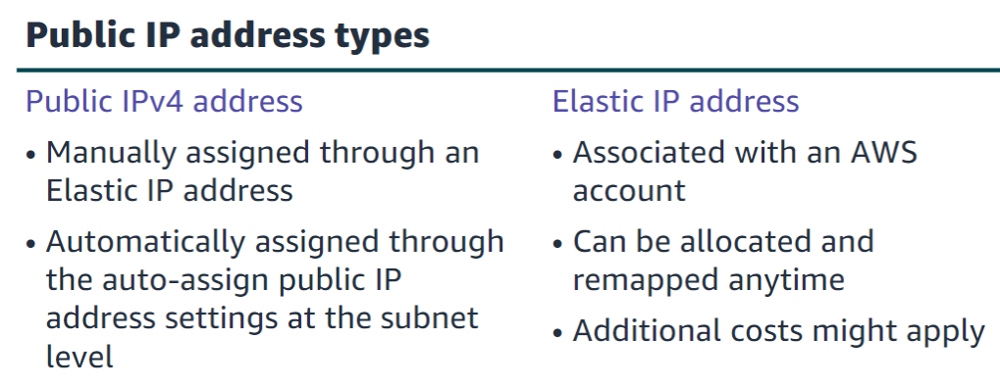 Public IP address types
Public IPv4 address
• Manually assigned through an
Elastic IP address
• Automatically assigned through
the auto-assign public IP
address settings at the subnet
level
Elastic IP address
• Associated with an AWS
account
• Can be allocated and
remapped anytime
• Additional costs might apply